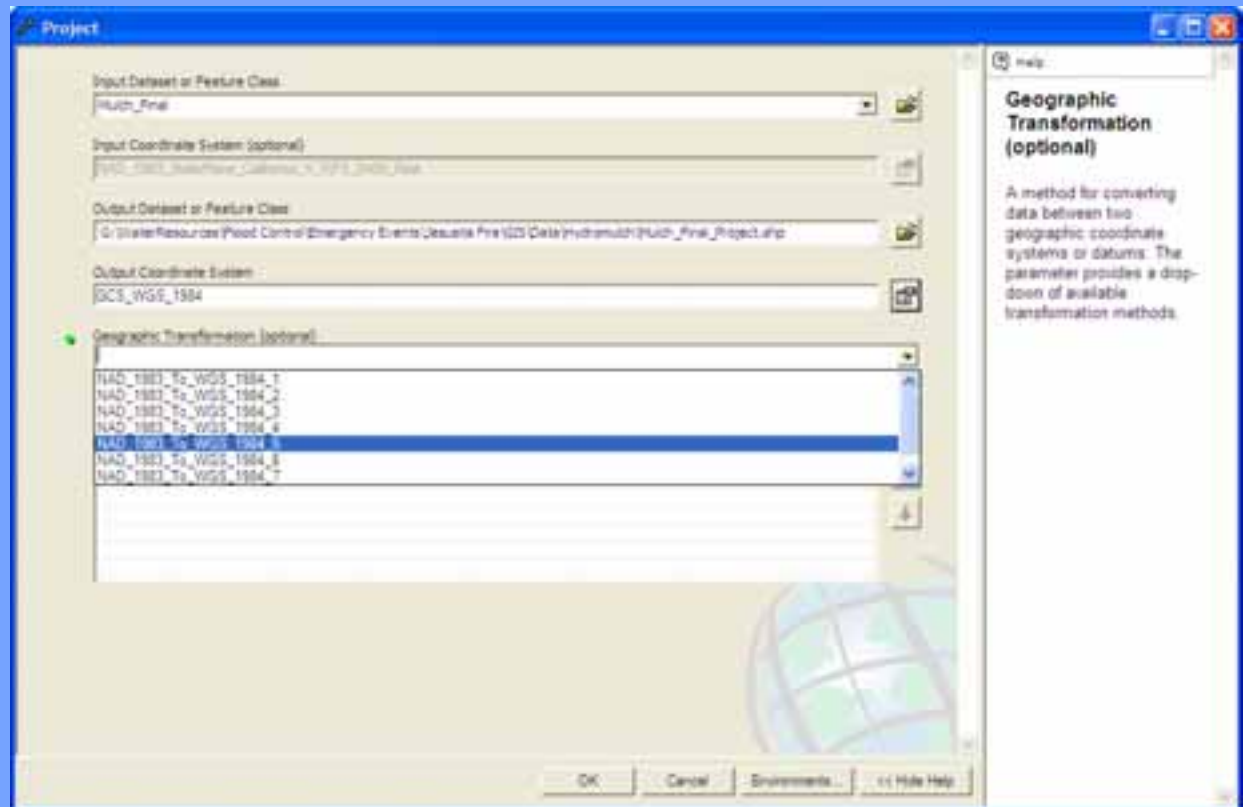 Project
Input Dataset or Feature Class
Mulch_Final
Input Coordinate System (optional)
Output Dataset or Feature Class
Mulch_Final_Project.shp
Output Coordinate System
GCS_WGS_1984
Geographic Transformation (optional)
NAD_1983_To_WGS_1984_1
NAD_1983_To_WGS_1984_2
NAD_1983_To_WGS_1984_3
NAD_1983_To_WGS_1984_4
NAD_1983_To_WGS_1984_5
NAD_1983_To_WGS_1984_6
NAD_1983_To_WGS_1984_7
OK
Cancel
Environments...
<< Hide Help
Help
Geographic
Transformation
(optional)
A method for converting
data between two
geographic coordinate
systems or datums. The
parameter provides a drop-
down of available
transformation methods.